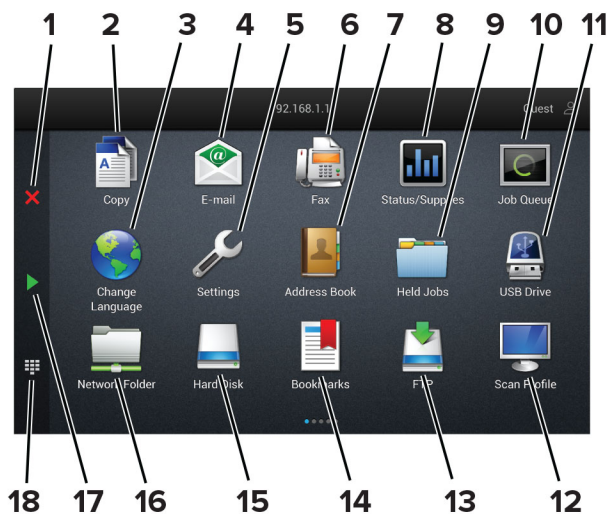 1 2 3 4 5 6 7 8 9 10 11
92.168.1.1
Guest
Copy E-mail Fax Status/Supplies Job Queue
Change Language Settings Address Book Held Jobs USB Drive
Network Folder Hard Disk Bookmarks FTP Scan Profile
18 17 16 15 14 13 12